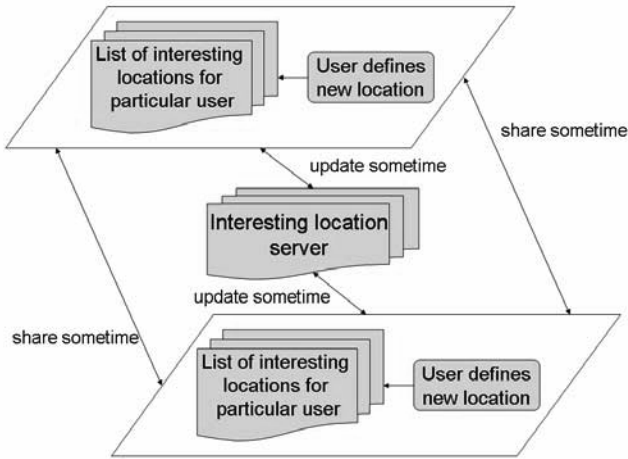 List of interesting
locations for
particular user
User defines
new location
share sometime
update sometime
Interesting location
server
update sometime
share sometime
List of interesting
locations for
particular user
User defines
new location